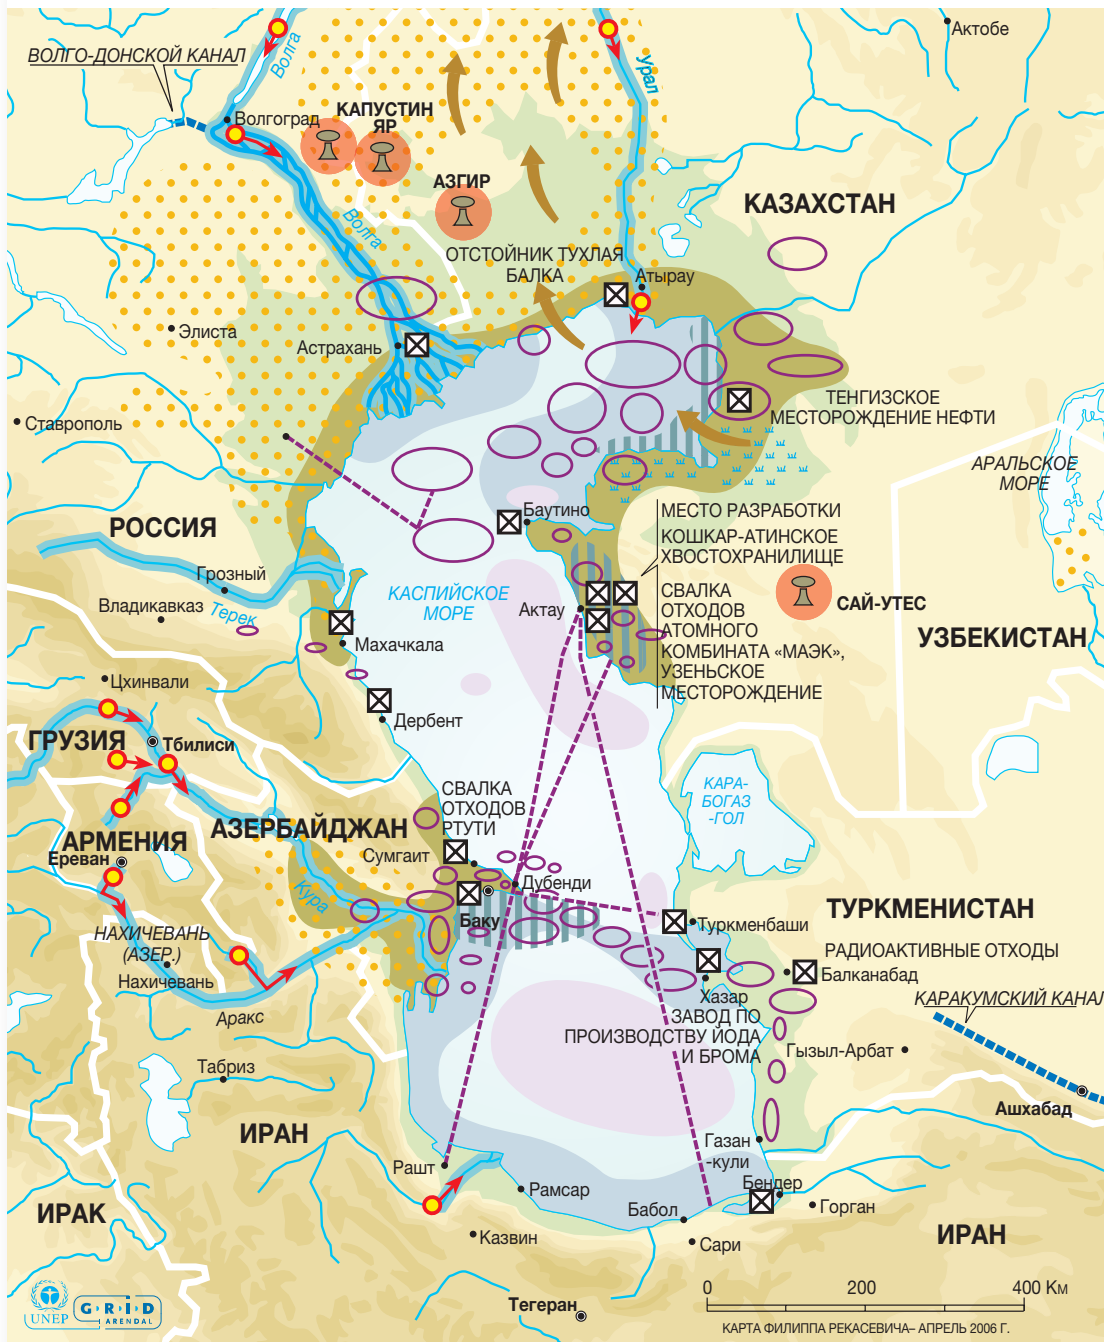 Актобе
ВОЛГО-ДОНСКОЙ КАНАЛ
Волга
Урал
Волгоград
КАПУСТИН
ЯР
АЗГИР
КАЗАХСТАН
Волга
ОТСТОЙНИК ТУХЛАЯ
БАЛКА
Атырау
Элиста
Астрахань
ТЕНГИЗСКОЕ
МЕСТОРОЖДЕНИЕ НЕФТИ
Ставрополь
АРАЛЬСКОЕ
МОРЕ
РОССИЯ
Баутино
МЕСТО РАЗРАБОТКИ
КОШКАР-АТИНСКОЕ
ХВОСТОХРАНИЛИЩЕ
Грозный
Терек
Владикавказ
КАСПИЙСКОЕ
МОРЕ
Актау
СВАЛКА
ОТХОДОВ
АТОМНОГО
КОМБИНАТА «МАЭК»,
УЗЕНЬСКОЕ
МЕСТОРОЖДЕНИЕ
САЙ-УТЕС
УЗБЕКИСТАН
Махачкала
Цхинвали
Дербент
ГРУЗИЯ
Тбилиси
КАРА-
БОГАЗ
-ГОЛ
СВАЛКА
ОТХОДОВ
РТУТИ
АЗЕРБАЙДЖАН
АРМЕНИЯ
Ереван
Сумгаит
Кура
Дубенди
Баку
ТУРКМЕНИСТАН
Туркменбаши
НАХИЧЕВАНЬ
(АЗЕР.)
Нахичевань
РАДИОАКТИВНЫЕ ОТХОДЫ
Балканабад
Аракс
Хазар
ЗАВОД ПО
ПРОИЗВОДСТВУ ЙОДА
И БРОМА
КАРАКУМСКИЙ КАНАЛ
Гызыл-Арбат
Табриз
Ашхабад
ИРАН
Газан
-кули
Рашт
Рамсар
Бендер
Бабол
Горган
ИРАК
Казвин
Сари
ИРАН
Тегеран
0 200 400 Км
КАРТА ФИЛИППА РЕКАСЕВИЧА– АПРЕЛЬ 2006 Г.
UNEP
G·R·I·D
ARENDAL